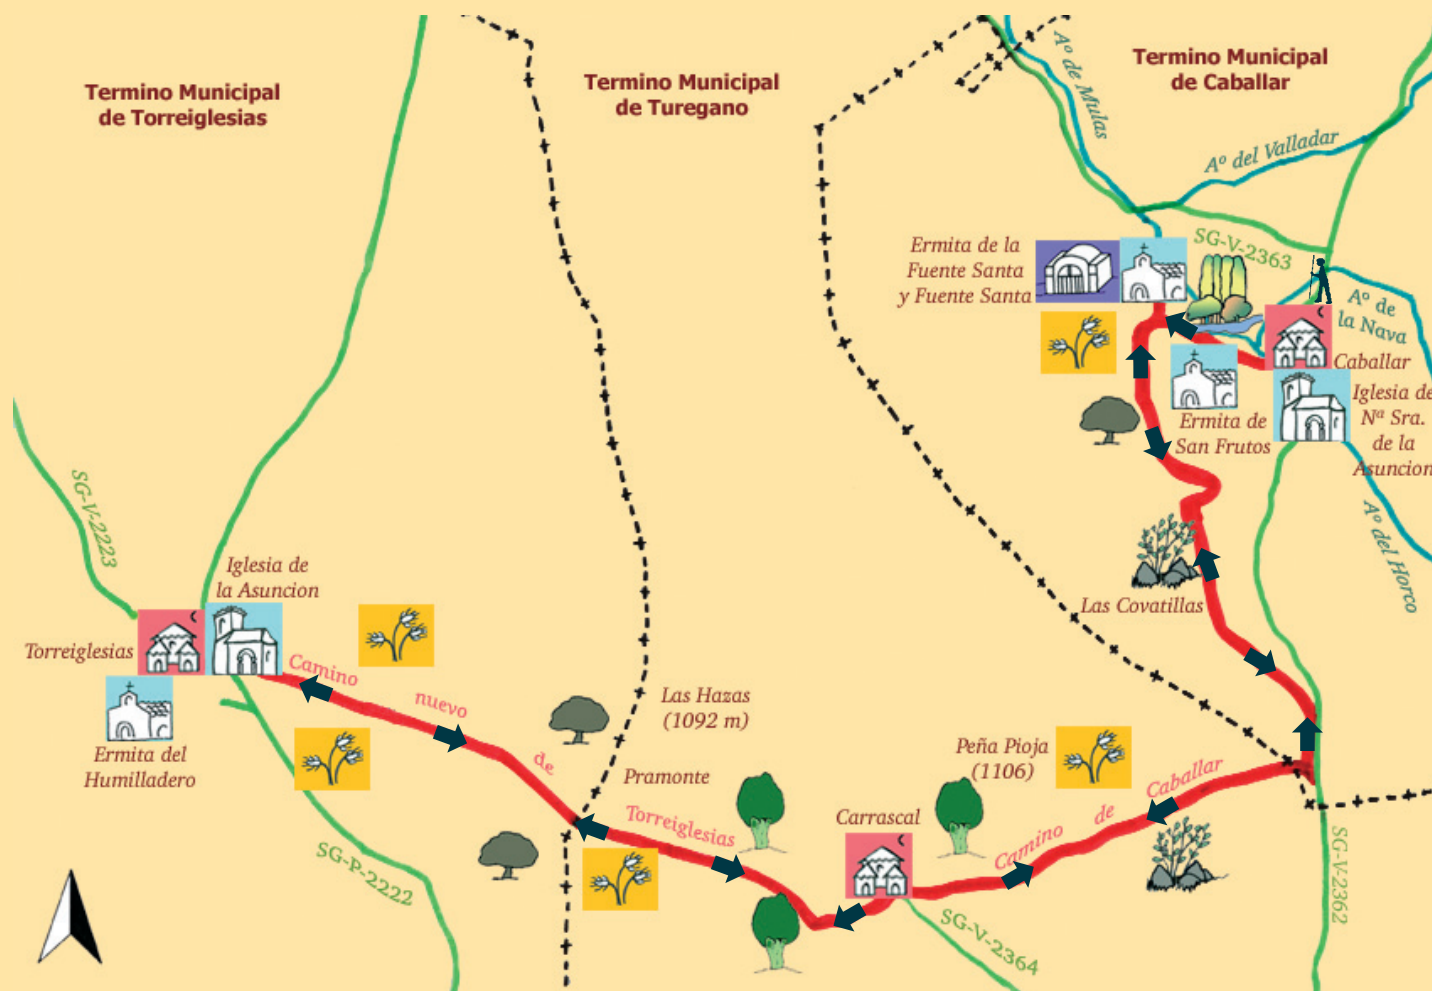 Termino Municipal
de Torreiglesias
Termino Municipal
de Turegano
Termino Municipal
de Caballar
Aº de Mulas
Aº del Valladar
SG-V-2363
Ermita de la
Fuente Santa
y Fuente Santa
Aº de
la Nava
Caballar
Iglesia de
Nª Sra.
de la
Asuncion
Ermita de
San Frutos
SG-V-2223
Aº del Horco
Iglesia de
la Asuncion
Las Covatillas
Torreiglesias
Camino
nuevo
de
Torreiglesias
Las Hazas
(1092 m)
Ermita del
Humilladero
Pramonte
Peña Pioja
(1106)
Camino de Caballar
Carrascal
SG-P-2222
SG-V-2364
SG-V-2362